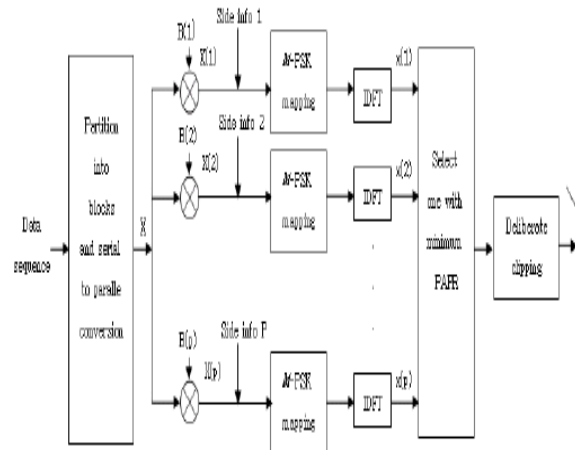 Side Info 1
B(1)
X(1)
M-PSK
mapping
IDFT
x(1)
Side info 2
B(2)
X(2)
M-PSK
mapping
IDFT
x(2)
Data
sequence
Partition
into
blocks
and serial
to paralle
conversion
X
Select
one with
minimum
PAPR
Deliberate
clipping
Side info P
B(p)
X(p)
M-PSK
mapping
IDFT
x(p)